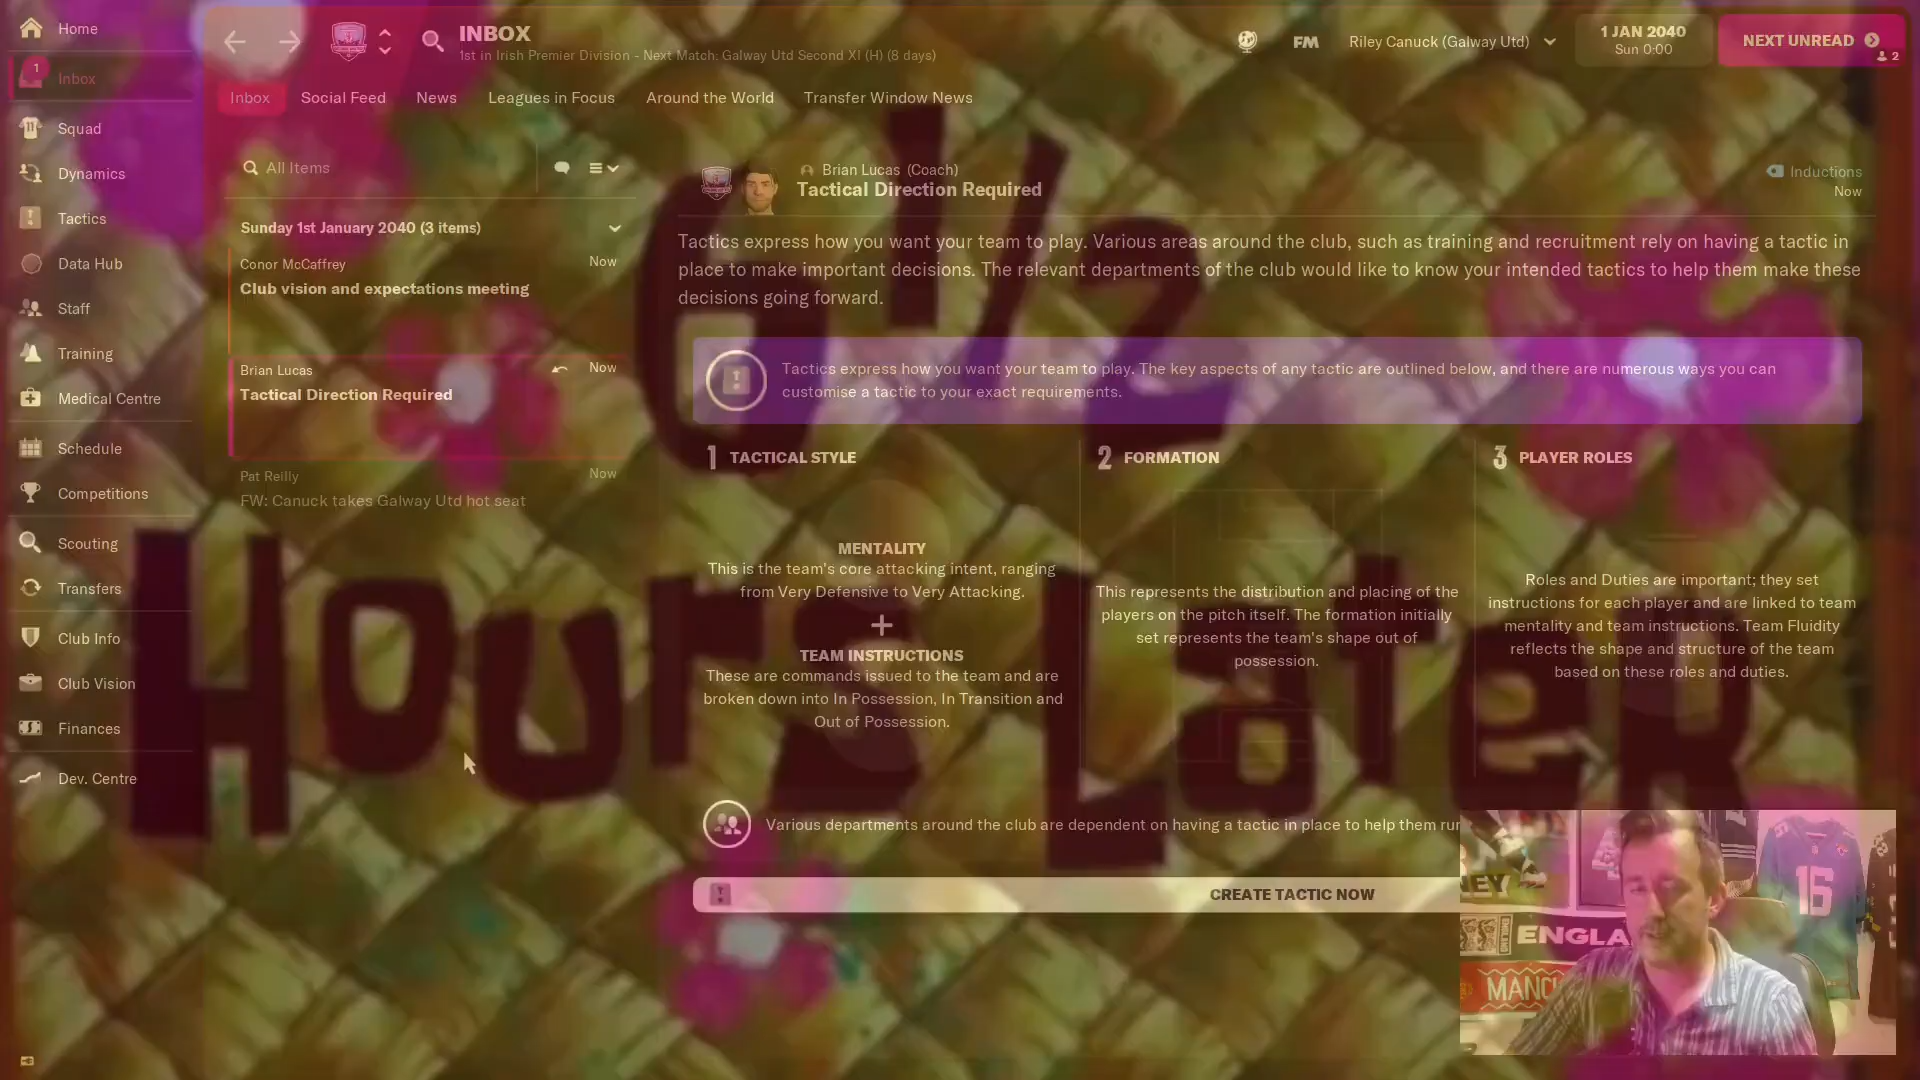 Home
1
Inbox
Squad
Dynamics
Tactics
Data Hub
Staff
Training
Medical Centre
Schedule
Competitions
Scouting
Transfers
Club Info
Club Vision
Finances
Dev. Centre
INBOX
1st in Irish Premier Division - Next Match: Galway Utd Second XI (H) (8 days)
FM
Riley Canuck (Galway Utd)
1 JAN 2040
Sun 0:00
NEXT UNREAD
2
Inbox
Social Feed
News
Leagues in Focus
Around the World
Transfer Window News
All Items
Sunday 1st January 2040 (3 items)
Conor McCaffrey
Now
Club vision and expectations meeting
Brian Lucas
Now
Tactical Direction Required
Pat Reilly
Now
FW: Canuck takes Galway Utd hot seat
Brian Lucas (Coach)
Tactical Direction Required
Inductions
Now
Tactics express how you want your team to play. Various areas around the club, such as training and recruitment rely on having a tactic in
place to make important decisions. The relevant departments of the club would like to know your intended tactics to help them make these
decisions going forward.
Tactics express how you want your team to play. The key aspects of any tactic are outlined below, and there are numerous ways you can
customise a tactic to your exact requirements.
1 TACTICAL STYLE
MENTALITY
This is the team's core attacking intent, ranging
from Very Defensive to Very Attacking.
+
TEAM INSTRUCTIONS
These are commands issued to the team and are
broken down into In Possession, In Transition and
Out of Possession.
2 FORMATION
This represents the distribution and placing of the
players on the pitch itself. The formation initially
set represents the team's shape out of
possession.
3 PLAYER ROLES
Roles and Duties are important; they set
instructions for each player and are linked to team
mentality and team instructions. Team Fluidity
reflects the shape and structure of the team
based on these roles and duties.
Various departments around the club are dependent on having a tactic in place to help them run
CREATE TACTIC NOW
6 1/2
Hours Later
NEY
ENGLA
MANC
16